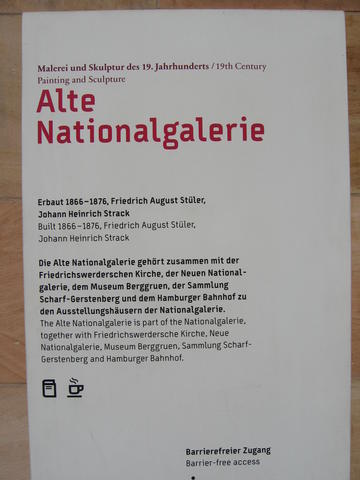 Malerei und Skulptur des 19. Jahrhunderts / 19th Century
Painting and Sculpture
Alte
Nationalgalerie
Erbaut 1866–1876, Friedrich August Stüler,
Johann Heinrich Strack
Built 1866–1876, Friedrich August Stüler,
Johann Heinrich Strack
Die Alte Nationalgalerie gehört zusammen mit der
Friedrichswerderschen Kirche, der Neuen National-
galerie, dem Museum Berggruen, der Sammlung
Scharf-Gerstenberg und dem Hamburger Bahnhof zu
den Ausstellungshäusern der Nationalgalerie.
The Alte Nationalgalerie is part of the Nationalgalerie,
together with Friedrichswerdersche Kirche, Neue
Nationalgalerie, Museum Berggruen, Sammlung Scharf-
Gerstenberg and Hamburger Bahnhof.
Barrierefreier Zugang
Barrier-free access